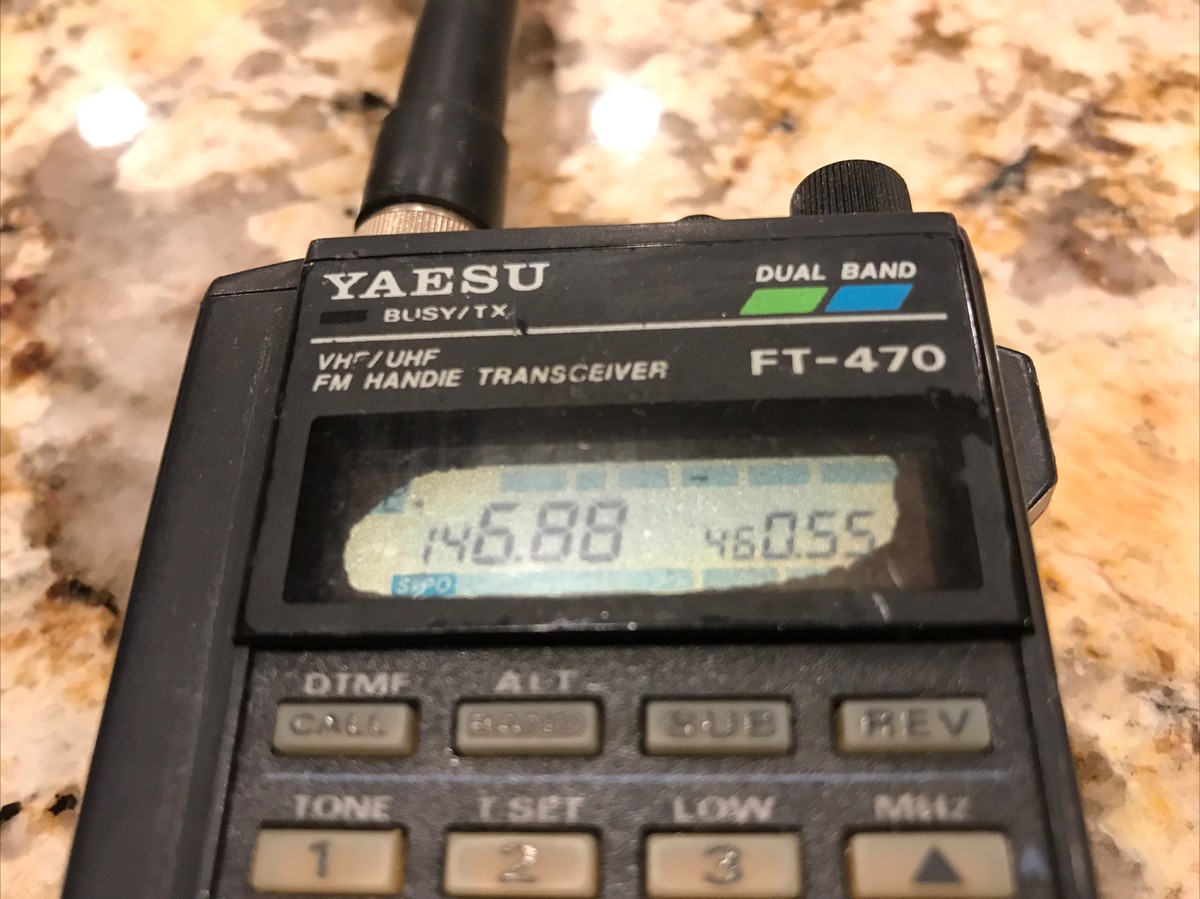 YAESU
DUAL BAND
BUSY/TX
VHF/UHF
FM HANDIE TRANSCEIVER
FT-470
146.88 460.55
DTMF ALT
CALL BAND SUB REV
TONE T SET LOW MHz
1 2 3 ▲